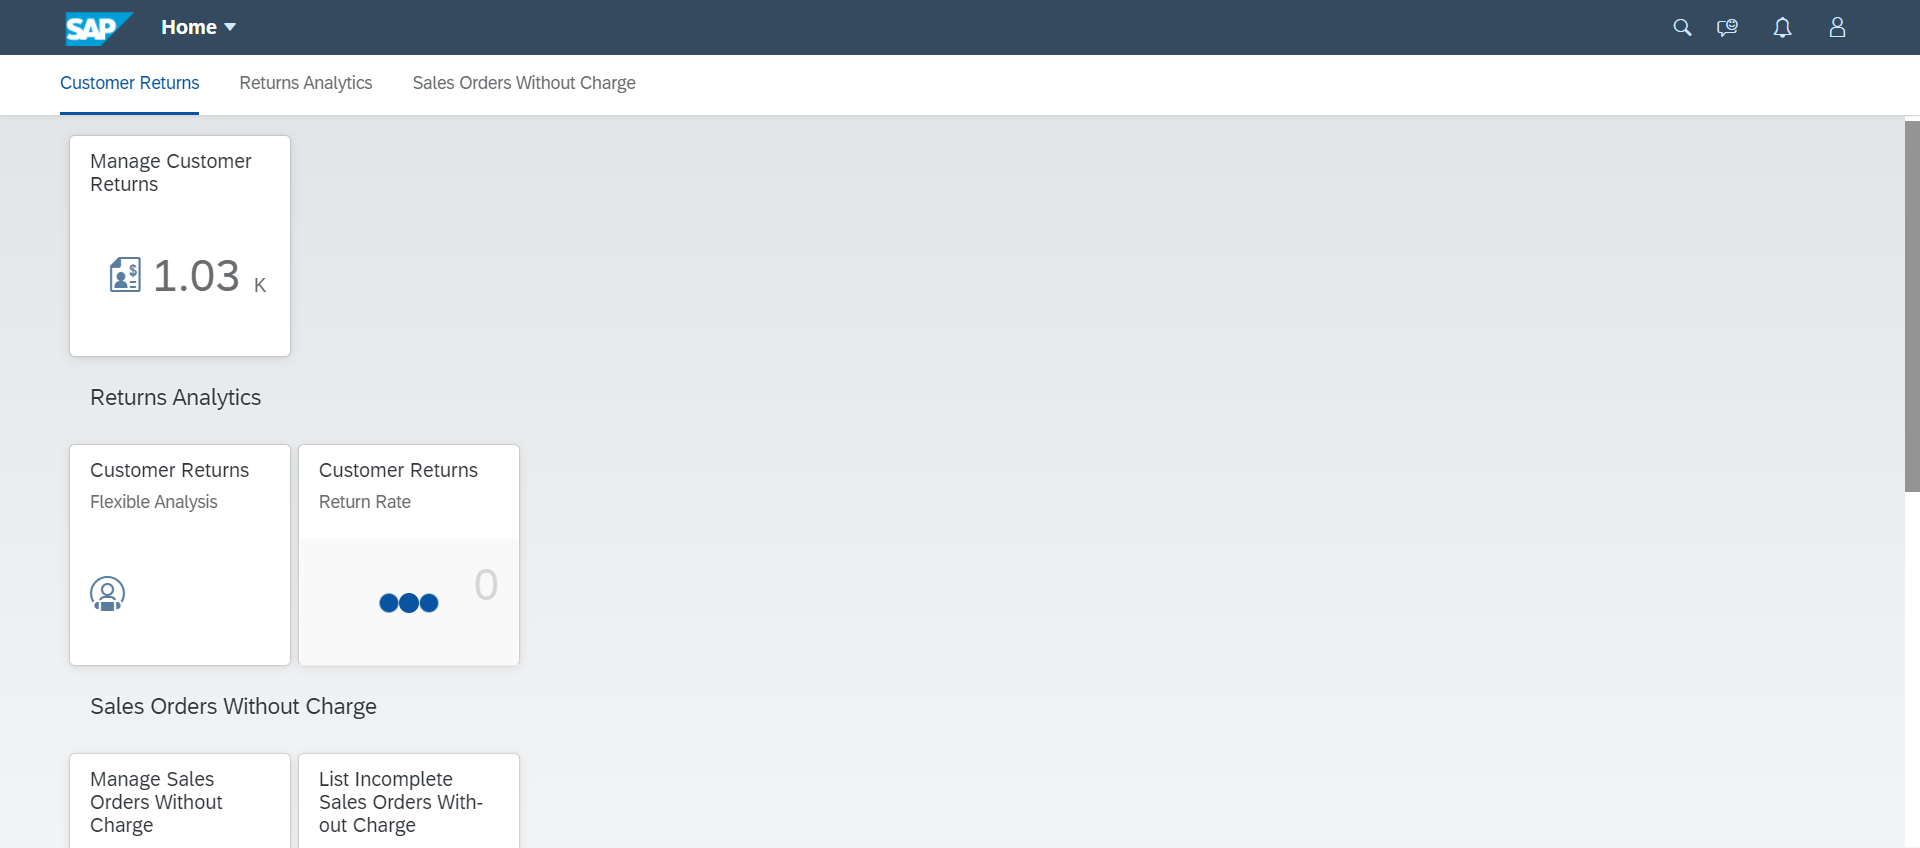 SAP Home
Customer Returns Returns Analytics Sales Orders Without Charge
Manage Customer
Returns
$ 1.03 K
Returns Analytics
Customer Returns
Flexible Analysis
Customer Returns
Return Rate
0
Sales Orders Without Charge
Manage Sales
Orders Without
Charge
List Incomplete
Sales Orders With-
out Charge